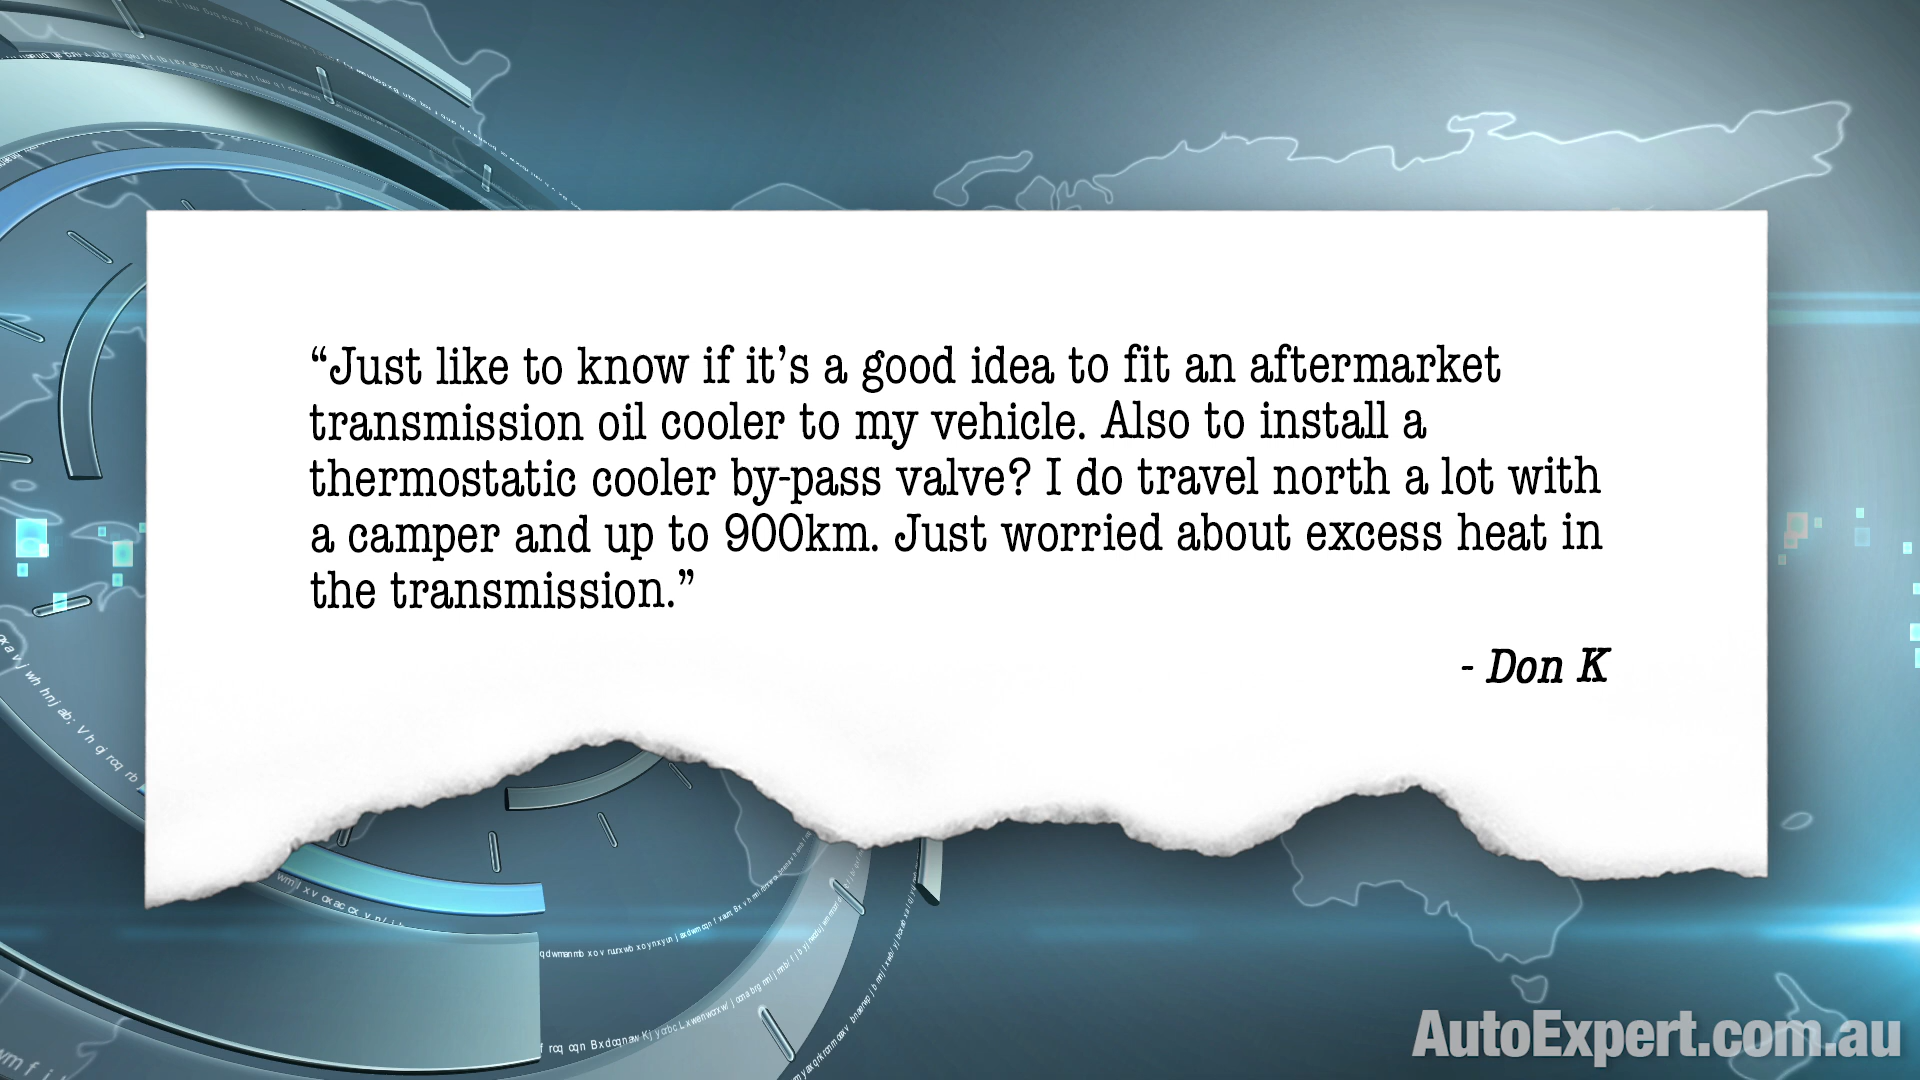 “Just like to know if it’s a good idea to fit an aftermarket
transmission oil cooler to my vehicle. Also to install a
thermostatic cooler by-pass valve? I do travel north a lot with
a camper and up to 900km. Just worried about excess heat in
the transmission.”
- Don K
AutoExpert.com.au